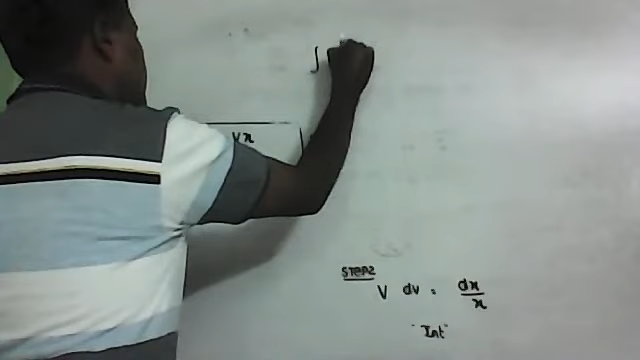 ∫
vx
STEP2
V dv = dx/x
"Int"